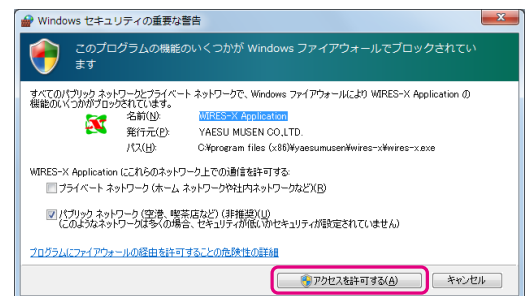 Windows セキュリティの重要な警告
このプログラムの機能のいくつかが Windows ファイアウォールでブロックされてい
ます
すべてのパブリック ネットワークとプライベート ネットワークで、Windows ファイアウォールにより WIRES-X Application の
機能のいくつかがブロックされています。
名前(N): WIRES-X Application
発行元(P): YAESU MUSEN CO.,LTD.
パス(H): C:¥program files (x86)¥yaesumusen¥wires-x¥wires-x.exe
WIRES-X Application にこれらのネットワーク上での通信を許可する:
プライベート ネットワーク (ホーム ネットワークや社内ネットワークなど)(R)
パブリック ネットワーク (空港、喫茶店など) (非推奨)(U)
(このようなネットワークは多くの場合、セキュリティが低いかセキュリティが設定されていません)
プログラムにファイアウォールの経由を許可することの危険性の詳細
アクセスを許可する(A) キャンセル